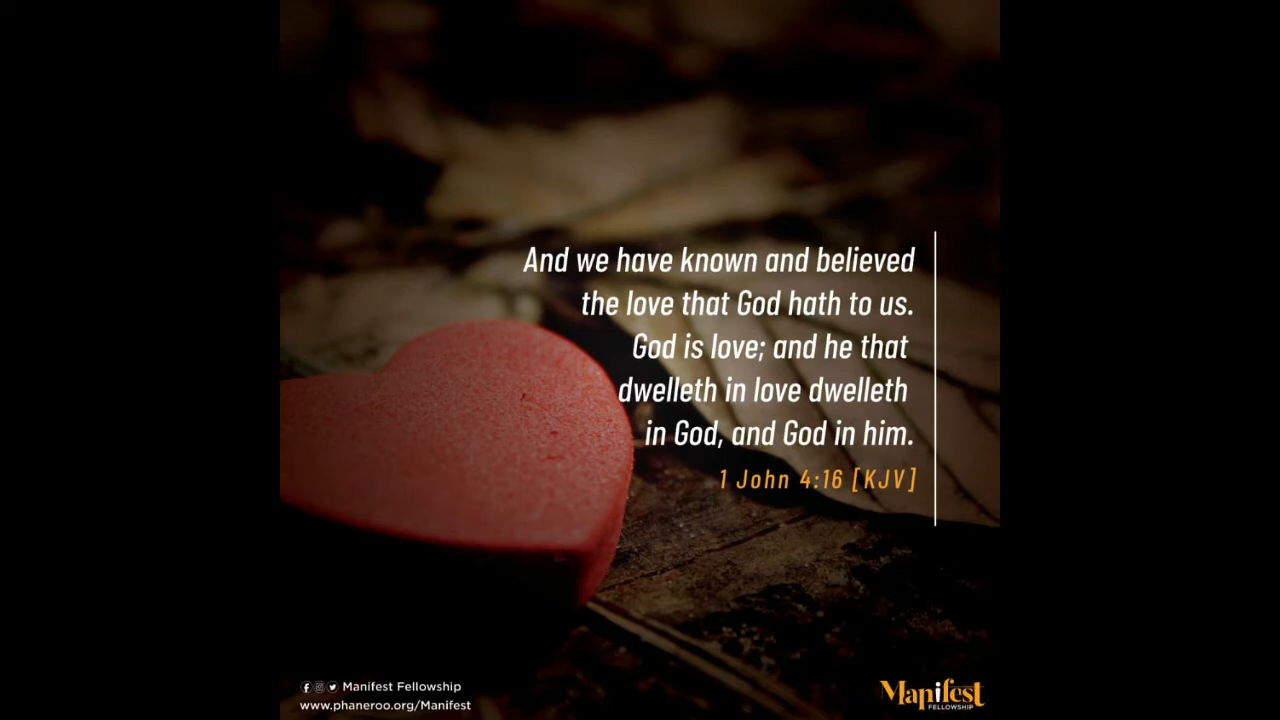 And we have known and believed
the love that God hath to us.
God is love; and he that
dwelleth in love dwelleth
in God, and God in him.
1 John 4:16 [KJV]
Manifest Fellowship
www.phaneroo.org/Manifest
Manifest
FELLOWSHIP